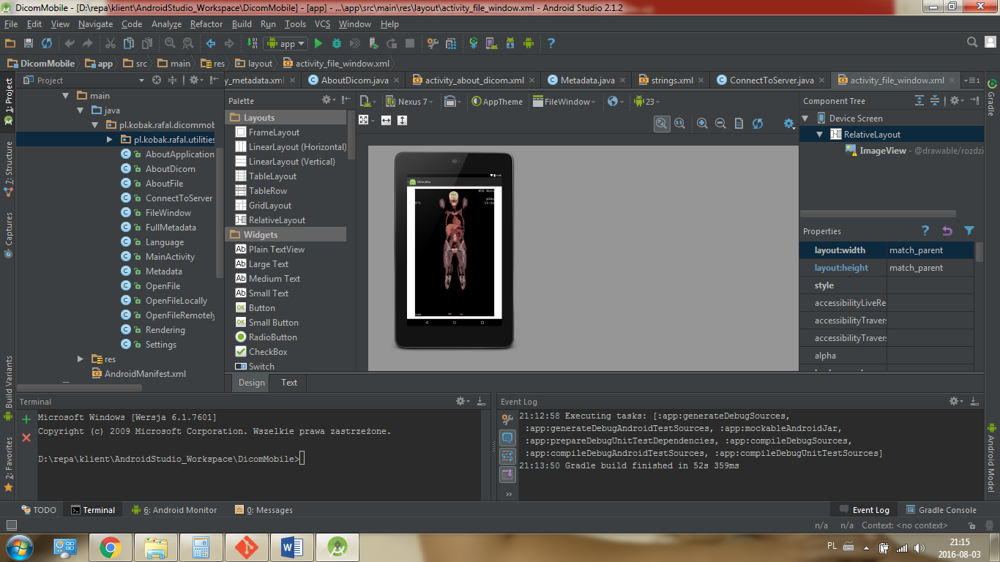 DicomMobile - [D:\repa\klient\AndroidStudio_Workspace\DicomMobile] - [app] - ...\app\src\main\res\layout\activity_file_window.xml - Android Studio 2.1.2
File Edit View Navigate Code Analyze Refactor Build Run Tools VCS Window Help
app
DicomMobile app src main res layout activity_file_window.xml
1: Project
7: Structure
Captures
Build Variants
2: Favorites
Project
main
java
pl.kobak.rafal.dicommob
pl.kobak.rafal.utilities
AboutApplication
AboutDicom
AboutFile
ConnectToServer
FileWindow
FullMetadata
Language
MainActivity
Metadata
OpenFile
OpenFileLocally
OpenFileRemotely
Rendering
Settings
res
AndroidManifest.xml
y_metadata.xml AboutDicom.java activity_about_dicom.xml Metadata.java strings.xml ConnectToServer.java activity_file_window.xml
Palette
Layouts
FrameLayout
LinearLayout (Horizontal)
LinearLayout (Vertical)
TableLayout
TableRow
GridLayout
RelativeLayout
Widgets
Plain TextView
Large Text
Medium Text
Small Text
Button
Small Button
RadioButton
CheckBox
Switch
Nexus 7 AppTheme FileWindow 23
Component Tree
Device Screen
RelativeLayout
ImageView - @drawable/rozdzi
Properties
layout:width match_parent
layout:height match_parent
style
accessibilityLiveRe
accessibilityTravers
accessibilityTravers
alpha
Gradle
Android Model
Design Text
Terminal
Microsoft Windows [Wersja 6.1.7601]
Copyright (c) 2009 Microsoft Corporation. Wszelkie prawa zastrzeżone.
D:\repa\klient\AndroidStudio_Workspace\DicomMobile>
Event Log
21:12:58 Executing tasks: [:app:generateDebugSources,
:app:generateDebugAndroidTestSources, :app:mockableAndroidJar,
:app:prepareDebugUnitTestDependencies, :app:compileDebugSources,
:app:compileDebugAndroidTestSources, :app:compileDebugUnitTestSources]
21:13:50 Gradle build finished in 52s 359ms
TODO Terminal 6: Android Monitor 0: Messages Event Log Gradle Console
n/a n/a Context: <no context>
PL
21:15
2016-08-03